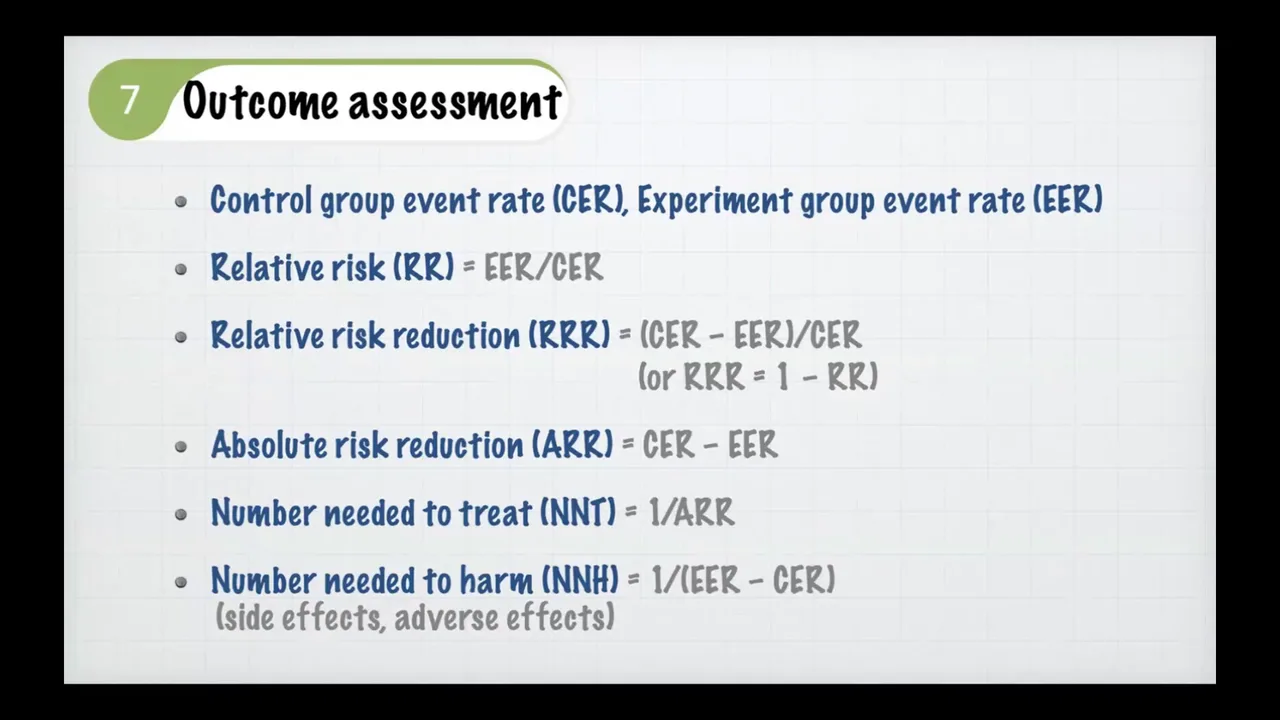 7 Outcome assessment
• Control group event rate (CER), Experiment group event rate (EER)
• Relative risk (RR) = EER/CER
• Relative risk reduction (RRR) = (CER – EER)/CER
(or RRR = 1 – RR)
• Absolute risk reduction (ARR) = CER – EER
• Number needed to treat (NNT) = 1/ARR
• Number needed to harm (NNH) = 1/(EER – CER)
(side effects, adverse effects)